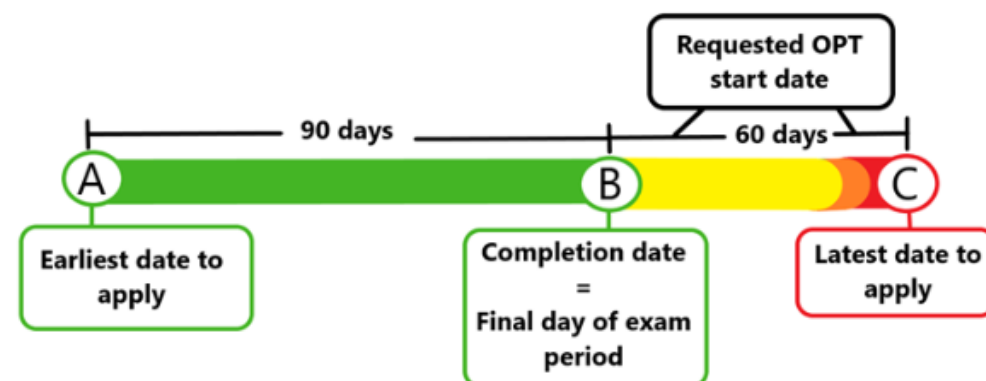 Requested OPT
start date
90 days
60 days
A
B
C
Earliest date to
apply
Completion date
=
Final day of exam
period
Latest date to
apply